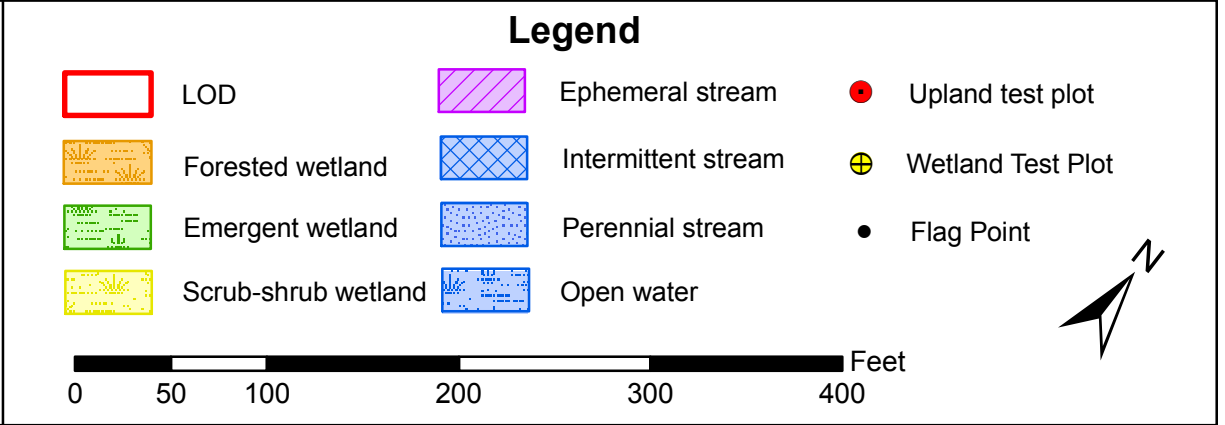 Legend
LOD
Forested wetland
Emergent wetland
Scrub-shrub wetland
Ephemeral stream
Intermittent stream
Perennial stream
Open water
Upland test plot
Wetland Test Plot
Flag Point
N
Feet
0 50 100 200 300 400